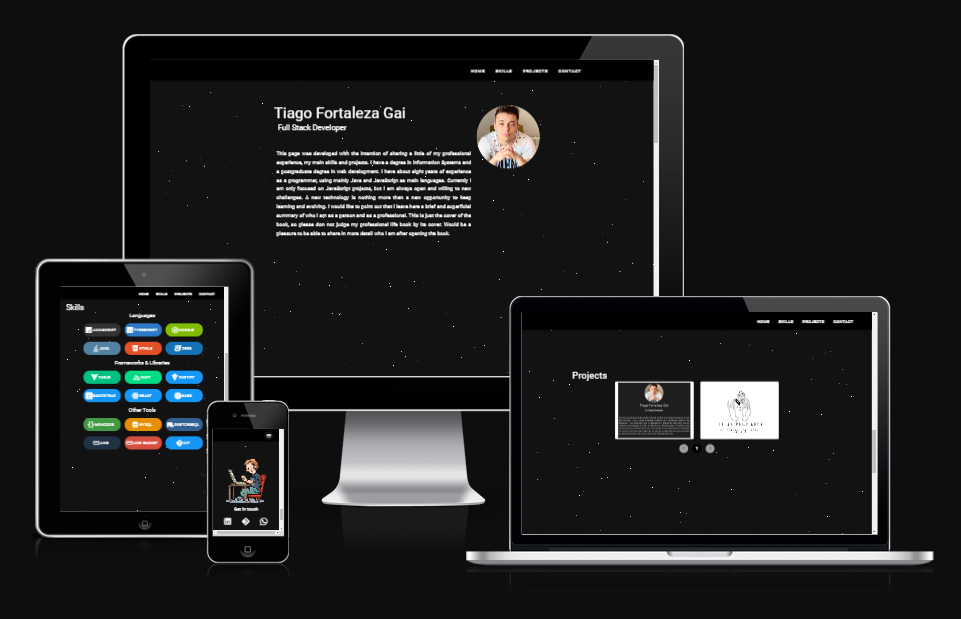 HOME SKILLS PROJECTS CONTACT
Tiago Fortaleza Gai
Full Stack Developer
This page was developed with the intention of sharing a little of my professional
experience, my main skills and projects. I have a degree in Information Systems and
a postgraduate degree in web development. I have about eight years of experience
as a programmer, using mainly Java and JavaScript as main languages. Currently I
am only focused on JavaScript projects, but I am always open and willing to new
challenges. A new technology is nothing more than a new opportunity to keep
learning and evolving. I would like to point out that I leave here a brief and superficial
summary of who I am as a person and as a professional. This is just the cover of the
book, so please don not judge my professional life book by its cover. Would be a
pleasure to be able to share in more detail who I am after opening the book.
HOME SKILLS PROJECTS CONTACT
Skills
Languages
JAVASCRIPT TYPESCRIPT
JAVA HTML5
Frameworks & Libraries
VUEJS NUXT VUETIFY
BOOTSTRAP REACT
Other Tools
MONGODB MYSQL POSTGRESQL
AWS GIT
Get in touch
HOME SKILLS PROJECTS CONTACT
Projects
Tiago Fortaleza Gai
1